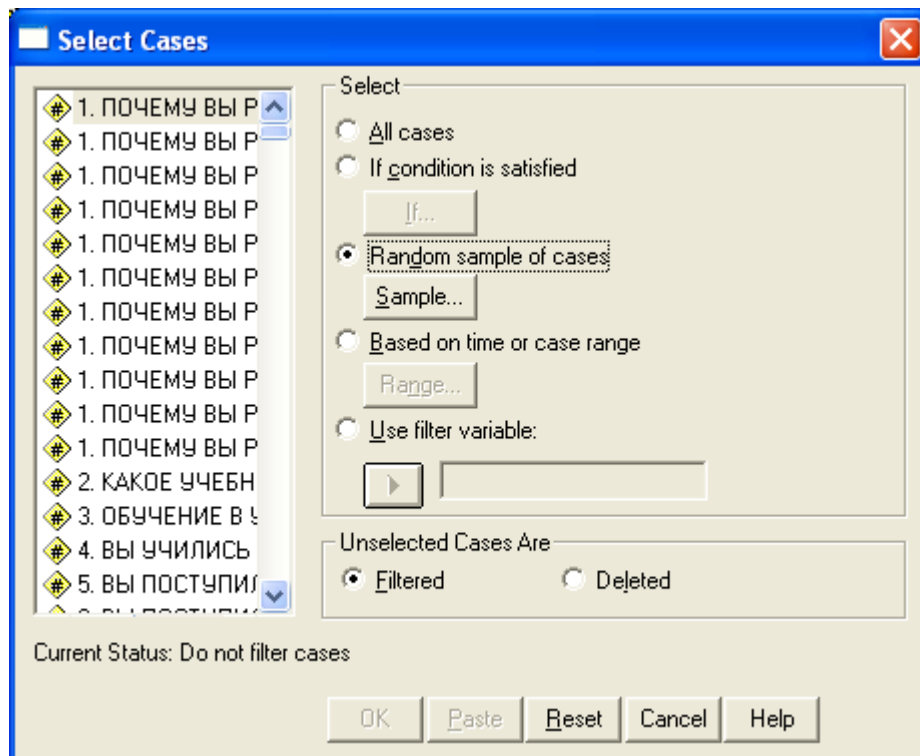 Select Cases
1. ПОЧЕМУ ВЫ Р
1. ПОЧЕМУ ВЫ Р
1. ПОЧЕМУ ВЫ Р
1. ПОЧЕМУ ВЫ Р
1. ПОЧЕМУ ВЫ Р
1. ПОЧЕМУ ВЫ Р
1. ПОЧЕМУ ВЫ Р
1. ПОЧЕМУ ВЫ Р
1. ПОЧЕМУ ВЫ Р
1. ПОЧЕМУ ВЫ Р
1. ПОЧЕМУ ВЫ Р
2. КАКОЕ УЧЕБН
3. ОБУЧЕНИЕ В У
4. ВЫ УЧИЛИСЬ
5. ВЫ ПОСТУПИЛ
Select
All cases
If condition is satisfied
If...
Random sample of cases
Sample...
Based on time or case range
Range...
Use filter variable:
Unselected Cases Are
Filtered
Deleted
Current Status: Do not filter cases
OK
Paste
Reset
Cancel
Help